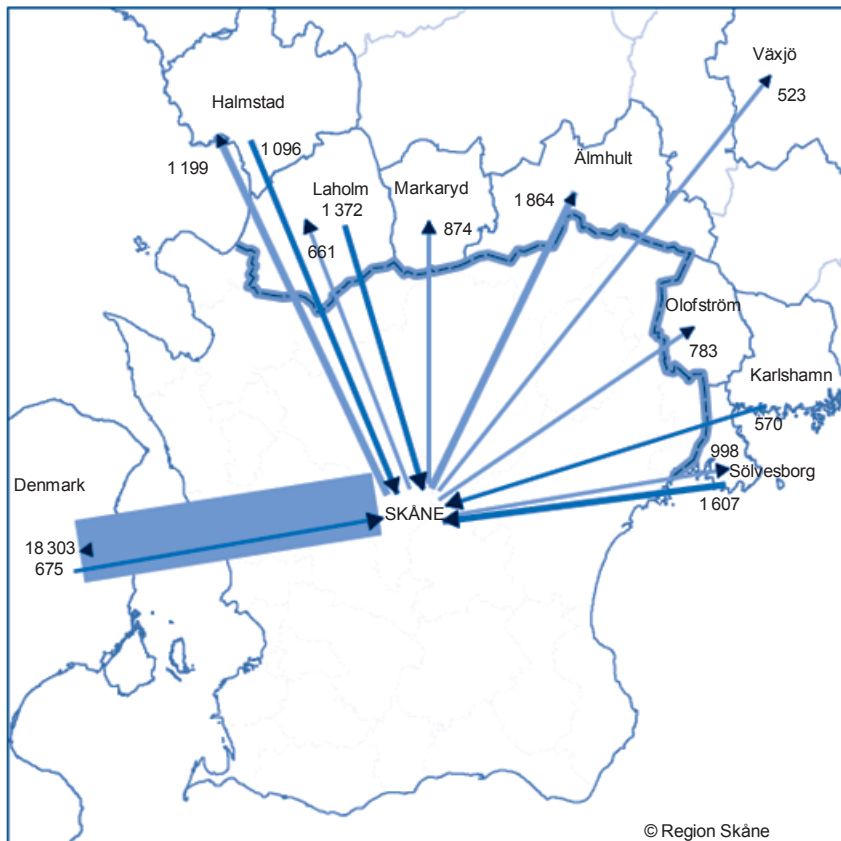 Växjö
523
Halmstad
1 096
1 199
Älmhult
Laholm
Markaryd
1 372
1 864
874
661
Olofström
783
Karlshamn
570
998
Sölvesborg
1 607
Denmark
SKÅNE
18 303
675
© Region Skåne